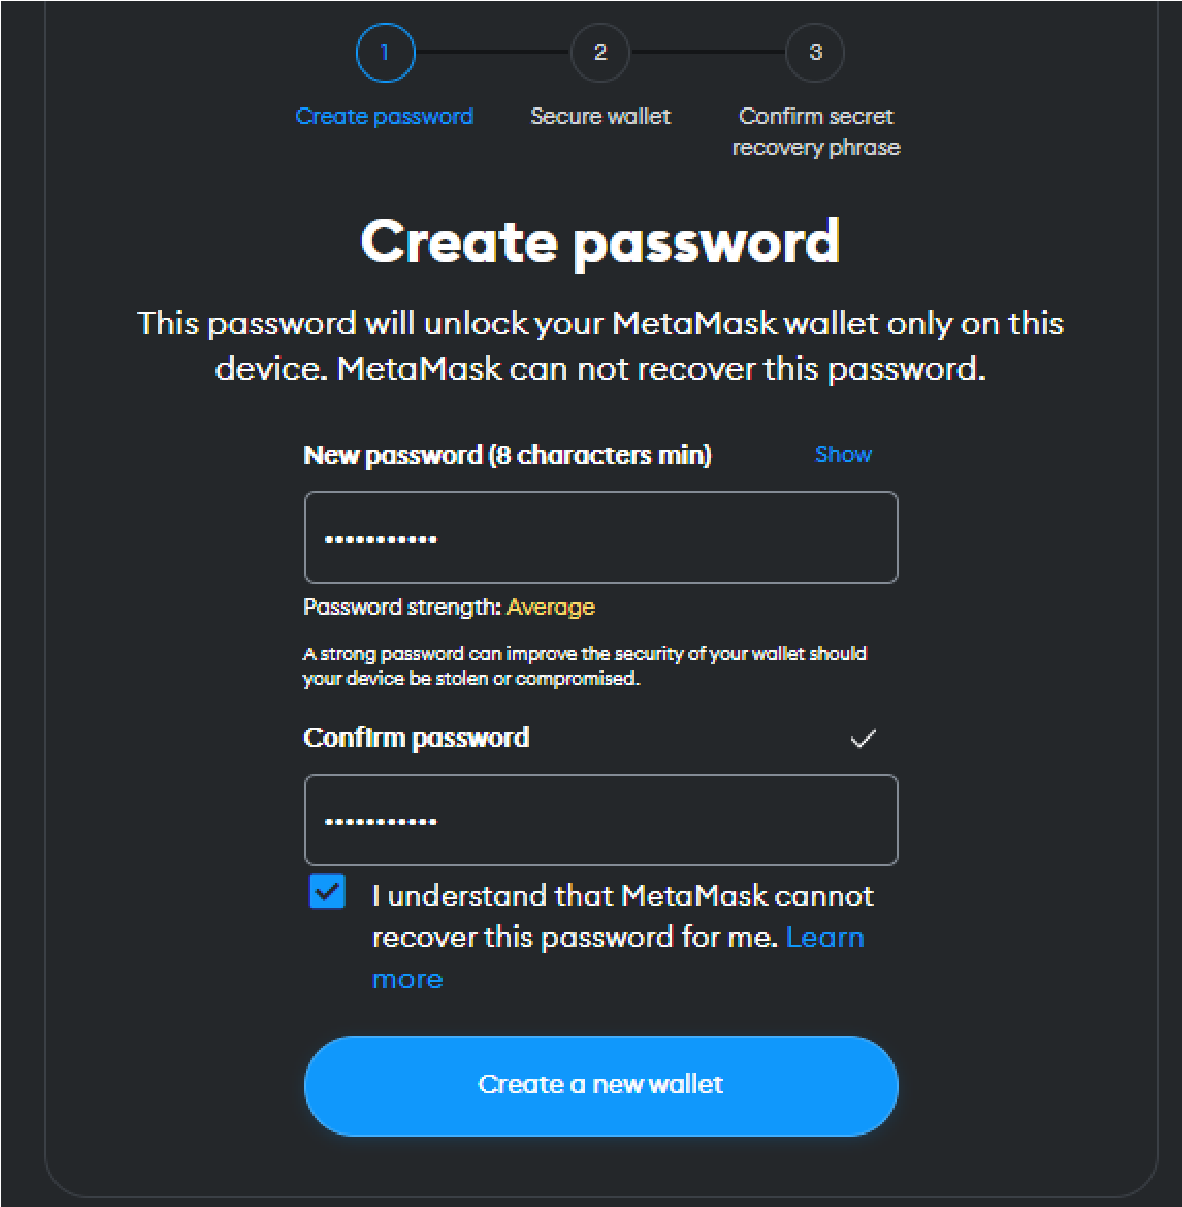 1
2
3
Create password
Secure wallet
Confirm secret
recovery phrase
Create password
This password will unlock your MetaMask wallet only on this
device. MetaMask can not recover this password.
New password (8 characters min)
Show
•••••••••••
Password strength: Average
A strong password can improve the security of your wallet should
your device be stolen or compromised.
Confirm password
•••••••••••
I understand that MetaMask cannot
recover this password for me. Learn
more
Create a new wallet